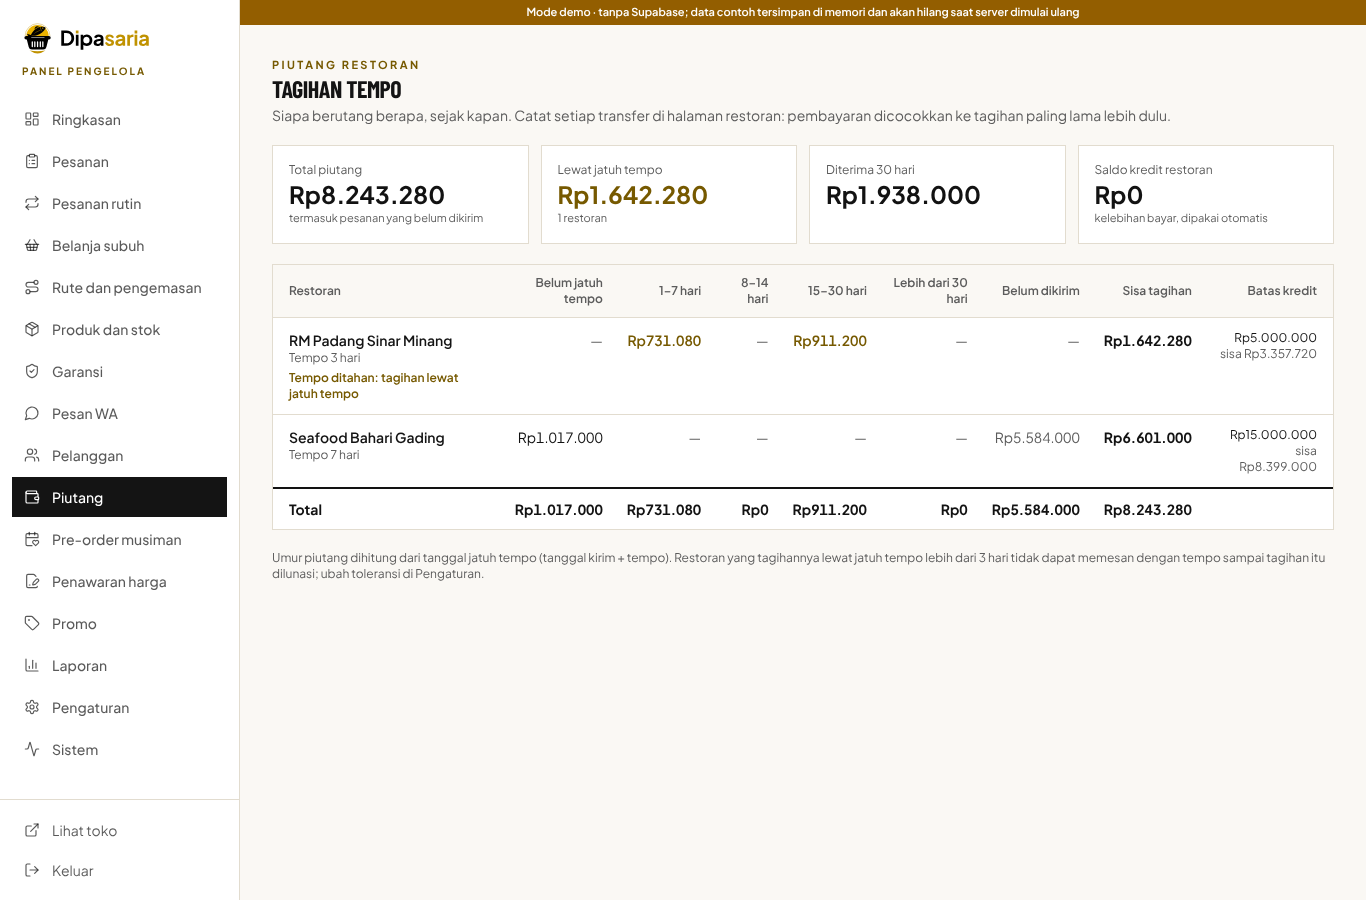 Mode demo · tanpa Supabase; data contoh tersimpan di memori dan akan hilang saat server dimulai ulang
Dipasaria
PANEL PENGELOLA
Ringkasan
Pesanan
Pesanan rutin
Belanja subuh
Rute dan pengemasan
Produk dan stok
Garansi
Pesan WA
Pelanggan
Piutang
Pre-order musiman
Penawaran harga
Promo
Laporan
Pengaturan
Sistem
Lihat toko
Keluar
PIUTANG RESTORAN
TAGIHAN TEMPO
Siapa berutang berapa, sejak kapan. Catat setiap transfer di halaman restoran: pembayaran dicocokkan ke tagihan paling lama lebih dulu.
Total piutang
Rp8.243.280
termasuk pesanan yang belum dikirim
Lewat jatuh tempo
Rp1.642.280
1 restoran
Diterima 30 hari
Rp1.938.000
Saldo kredit restoran
Rp0
kelebihan bayar, dipakai otomatis
Restoran
Belum jatuh
tempo
1–7 hari
8–14
hari
15–30 hari
Lebih dari 30
hari
Belum dikirim
Sisa tagihan
Batas kredit
RM Padang Sinar Minang
Tempo 3 hari
Tempo ditahan: tagihan lewat
jatuh tempo
—
Rp731.080
—
Rp911.200
—
—
Rp1.642.280
Rp5.000.000
sisa Rp3.357.720
Seafood Bahari Gading
Tempo 7 hari
Rp1.017.000
—
—
—
—
Rp5.584.000
Rp6.601.000
Rp15.000.000
sisa
Rp8.399.000
Total
Rp1.017.000
Rp731.080
Rp0
Rp911.200
Rp0
Rp5.584.000
Rp8.243.280
Umur piutang dihitung dari tanggal jatuh tempo (tanggal kirim + tempo). Restoran yang tagihannya lewat jatuh tempo lebih dari 3 hari tidak dapat memesan dengan tempo sampai tagihan itu
dilunasi; ubah toleransi di Pengaturan.